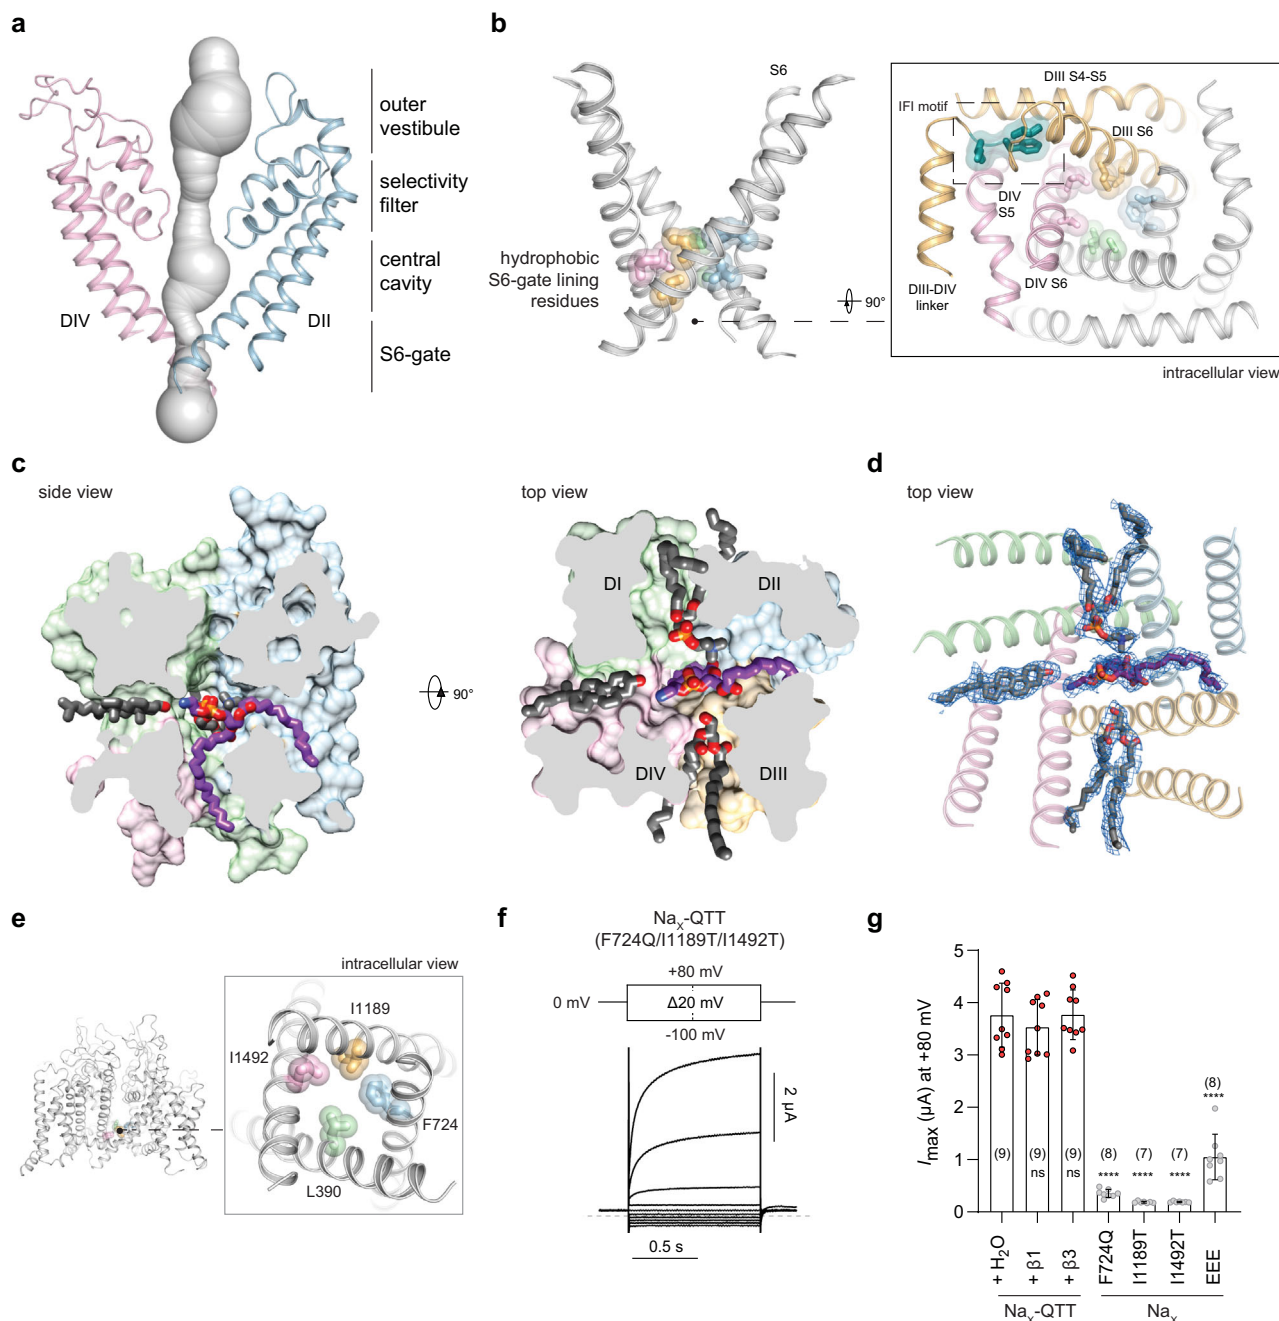 a
outer
vestibule
selectivity
filter
central
cavity
S6-gate
DIV
DII
b
S6
hydrophobic
S6-gate lining
residues
90°
DIII S4-S5
IFI motif
DIII S6
DIV
S5
DIV S6
DIII-DIV
linker
intracellular view
c
side view
90°
top view
DI
DII
DIV
DIII
d
top view
e
intracellular view
I1189
I1492
F724
L390
f
Naₓ-QTT
(F724Q/I1189T/I1492T)
+80 mV
0 mV
Δ20 mV
-100 mV
2 µA
0.5 s
g
Imax (µA) at +80 mV
5
4
3
2
1
0
(9)
(9)
ns
(9)
ns
(8)
****
(7)
****
(7)
****
(8)
****
+ H₂O
+ β1
+ β3
F724Q
I1189T
I1492T
EEE
Naₓ-QTT
Naₓ